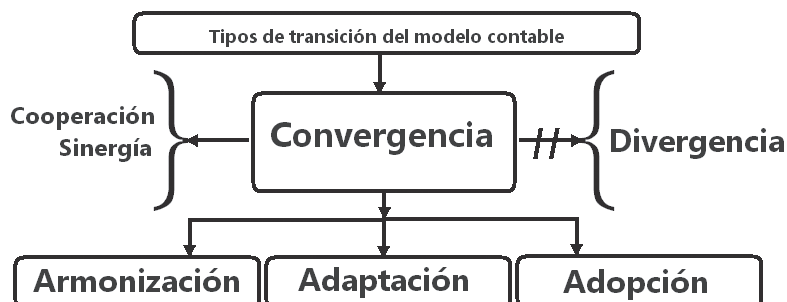 Tipos de transición del modelo contable
Cooperación
Sinergía
Convergencia
Divergencia
Armonización
Adaptación
Adopción